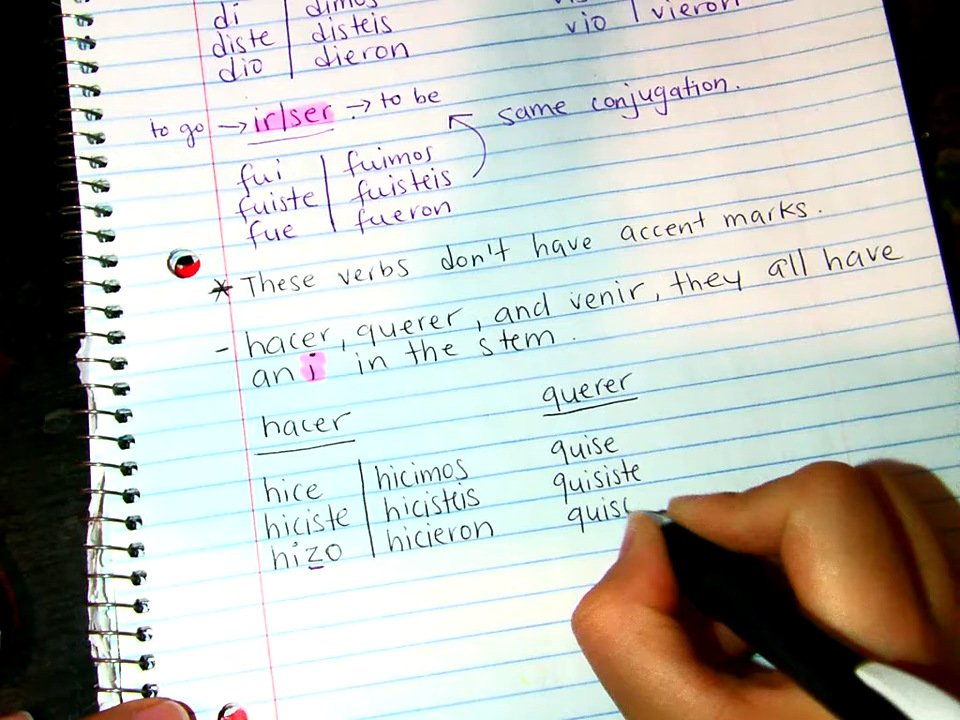 di | dimos
diste | disteis vio | vieron
dio | dieron
to go → ir/ser → to be same conjugation.
fui | fuimos
fuiste | fuisteis
fue | fueron
* These verbs don't have accent marks.
- hacer, querer, and venir, they all have
an i in the stem.
hacer querer
hice | hicimos quise
hiciste | hicisteis quisiste
hizo | hicieron